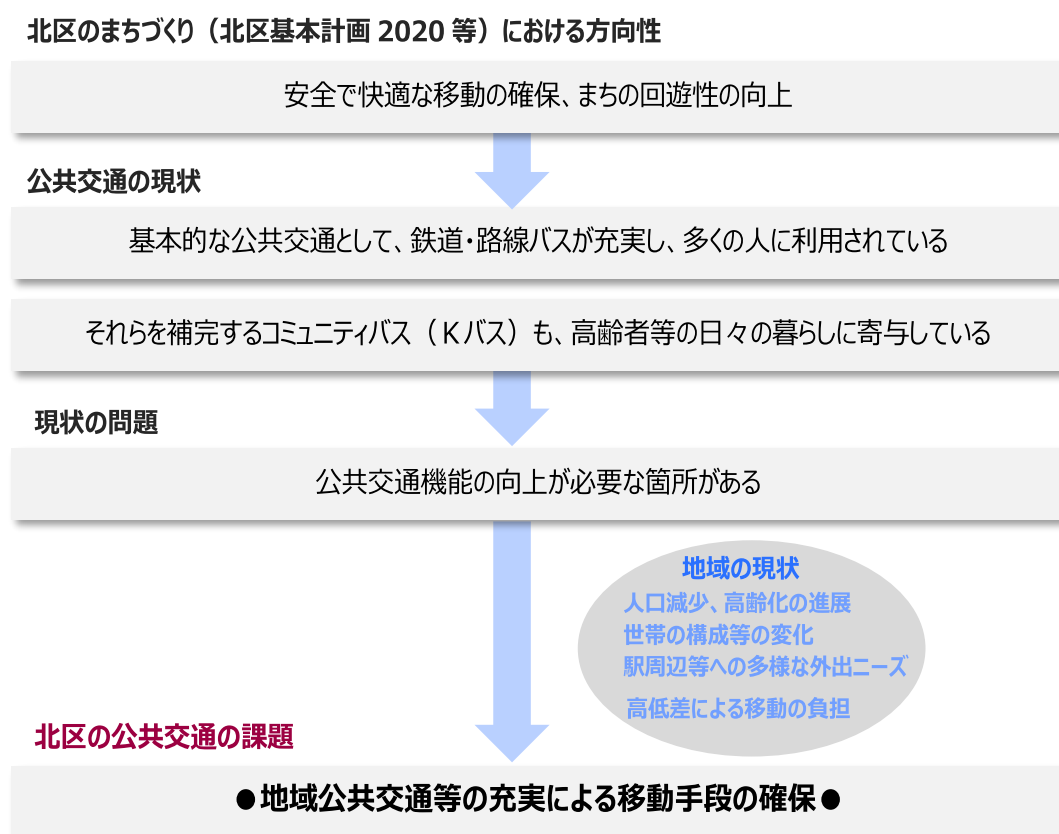 北区のまちづくり（北区基本計画 2020 等）における方向性
安全で快適な移動の確保、まちの回遊性の向上
公共交通の現状
基本的な公共交通として、鉄道・路線バスが充実し、多くの人に利用されている
それらを補完するコミュニティバス（Ｋバス）も、高齢者等の日々の暮らしに寄与している
現状の問題
公共交通機能の向上が必要な箇所がある
地域の現状
人口減少、高齢化の進展
世帯の構成等の変化
駅周辺等への多様な外出ニーズ
高低差による移動の負担
北区の公共交通の課題
●地域公共交通等の充実による移動手段の確保●